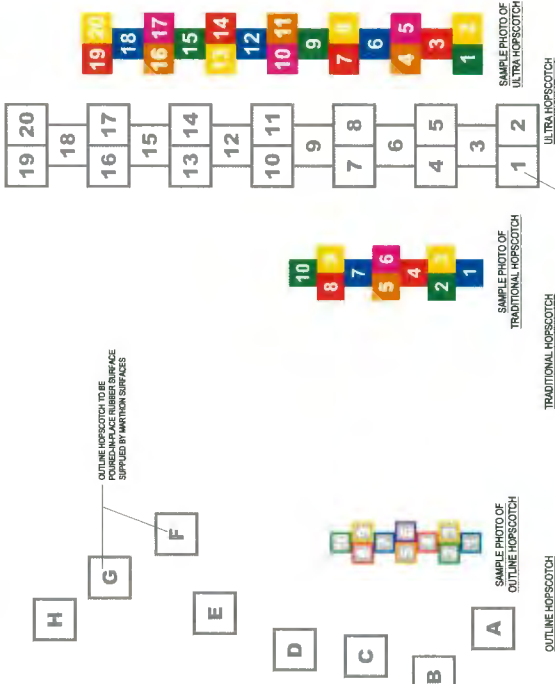 19 20
18
16 17
15
13 14
12
10 11
9
7 8
6
4 5
3
1 2
ULTRA HOPSCOTCH
19 20
18
16 17
15
13 14
12
10 11
9
7 8
6
4 5
3
1 2
SAMPLE PHOTO OF
ULTRA HOPSCOTCH
10
8 9
7
5 6
4
2 3
1
SAMPLE PHOTO OF
TRADITIONAL HOPSCOTCH
TRADITIONAL HOPSCOTCH
OUTLINE HOPSCOTCH TO BE
POURED-IN-PLACE RUBBER SURFACE
SUPPLIED BY MARTHON SURFACES
H
G
F
E
D
C
B
A
SAMPLE PHOTO OF
OUTLINE HOPSCOTCH
OUTLINE HOPSCOTCH